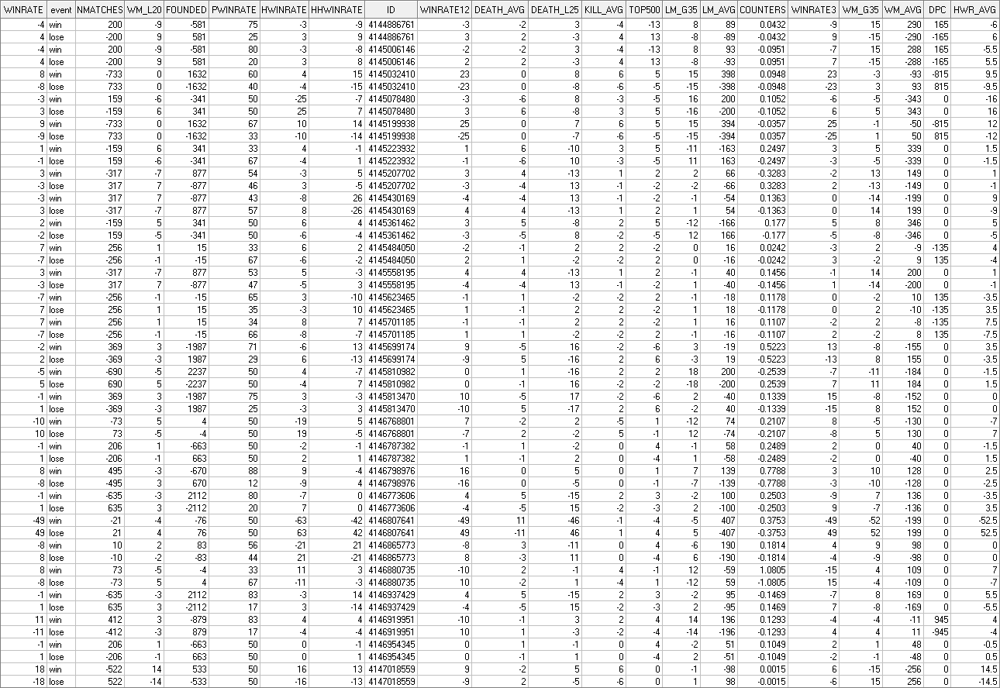 WINRATE event NMATCHES WM_L20 FOUNDED PWINRATE HWINRATE HHWINRATE ID WINRATE12 DEATH_AVG DEATH_L25 KILL_AVG TOP500 LM_G35 LM_AVG COUNTERS WINRATE3 WM_G35 WM_AVG DPC HWR_AVG
-4 win 200 -9 -581 75 -3 -9 4144886761 -3 -2 3 -4 -13 8 89 0.0432 -9 15 290 165 -6
4 lose -200 9 581 25 3 9 4144886761 3 2 -3 4 13 -8 -89 -0.0432 9 -15 -290 -165 6
-4 win 200 -9 -581 80 -3 -8 4145006146 -2 -2 3 -4 -13 8 93 -0.0951 -7 15 288 165 -5.5
4 lose -200 9 581 20 3 8 4145006146 2 2 -3 4 13 -8 -93 0.0951 7 -15 -288 -165 5.5
8 win -733 0 1632 60 4 15 4145032410 23 0 8 6 5 15 398 0.0948 23 -3 -93 -815 9.5
-8 lose 733 0 -1632 40 -4 -15 4145032410 -23 0 -8 -6 -5 -15 -398 -0.0948 -23 3 93 815 -9.5
-3 win 159 -6 -341 50 -25 -7 4145078480 -3 -6 8 -3 -5 16 200 0.1052 -6 -5 -343 0 -16
3 lose -159 6 341 50 25 7 4145078480 3 6 -8 3 5 -16 -200 -0.1052 6 5 343 0 16
9 win -733 0 1632 67 10 14 4145199938 25 0 7 6 5 15 394 -0.0357 25 -1 -50 -815 12
-9 lose 733 0 -1632 33 -10 -14 4145199938 -25 0 -7 -6 -5 -15 -394 0.0357 -25 1 50 815 -12
1 win -159 6 341 33 4 -1 4145223932 1 6 -10 3 5 -11 -163 0.2497 3 5 339 0 1.5
-1 lose 159 -6 -341 67 -4 1 4145223932 -1 -6 10 -3 -5 11 163 -0.2497 -3 -5 -339 0 -1.5
3 win -317 -7 877 54 -3 5 4145207702 3 4 -13 1 2 2 66 -0.3283 -2 13 149 0 1
-3 lose 317 7 -877 46 3 -5 4145207702 -3 -4 13 -1 -2 -2 -66 0.3283 2 -13 -149 0 -1
-3 win 317 7 -877 43 -8 26 4145430169 -4 -4 13 -1 -2 -1 -54 0.1363 0 -14 -199 0 9
3 lose -317 -7 877 57 8 -26 4145430169 4 4 -13 1 2 1 54 -0.1363 0 14 199 0 -9
2 win -159 5 341 50 6 4 4145361462 3 5 -8 2 5 -12 -166 0.177 5 8 346 0 5
-2 lose 159 -5 -341 50 -6 -4 4145361462 -3 -5 8 -2 -5 12 166 -0.177 -5 -8 -346 0 -5
7 win 256 1 15 33 6 2 4145484050 -2 -1 2 2 -2 0 16 0.0242 -3 2 -9 -135 4
-7 lose -256 -1 -15 67 -6 -2 4145484050 2 1 -2 -2 2 0 -16 -0.0242 3 -2 9 135 -4
3 win -317 -7 877 53 5 -3 4145558195 4 4 -13 1 2 -1 40 0.1456 -1 14 200 0 1
-3 lose 317 7 -877 47 -5 3 4145558195 -4 -4 13 -1 -2 1 -40 -0.1456 1 -14 -200 0 -1
-7 win -256 -1 -15 65 3 -10 4145623465 -1 1 -2 -2 2 -1 -18 0.1178 0 -2 10 135 -3.5
7 lose 256 1 15 35 -3 10 4145623465 1 -1 2 2 -2 1 18 -0.1178 0 2 -10 -135 3.5
7 win 256 1 15 34 8 7 4145701185 -1 -1 2 2 -2 1 16 0.1107 -2 2 -8 -135 7.5
-7 lose -256 -1 -15 66 -8 -7 4145701185 1 1 -2 -2 2 -1 -16 -0.1107 2 -2 8 135 -7.5
-2 win 369 3 -1987 71 -6 13 4145699174 9 -5 16 -2 -6 3 -19 0.5223 13 -8 -155 0 3.5
2 lose -369 -3 1987 29 6 -13 4145699174 -9 5 -16 2 6 -3 19 -0.5223 -13 8 155 0 -3.5
-5 win -690 -5 2237 50 4 -7 4145810982 0 1 -16 2 2 18 200 -0.2539 -7 -11 -184 0 -1.5
5 lose 690 5 -2237 50 -4 7 4145810982 0 -1 16 -2 -2 -18 -200 0.2539 7 11 184 0 1.5
-1 win 369 3 -1987 75 3 -3 4145813470 10 -5 17 -2 -6 2 -40 0.1339 15 -8 -152 0 0
1 lose -369 -3 1987 25 -3 3 4145813470 -10 5 -17 2 6 -2 40 -0.1339 -15 8 152 0 0
-10 win -73 5 4 50 -19 5 4146768801 7 -2 2 -5 1 -12 74 0.2107 8 -5 -130 0 -7
10 lose 73 -5 -4 50 19 -5 4146768801 -7 2 -2 5 -1 12 -74 -0.2107 -8 5 130 0 7
-1 win 206 1 -663 50 -2 -1 4146787382 -1 1 -2 0 4 -1 58 0.2489 2 0 40 0 -1.5
1 lose -206 -1 663 50 2 1 4146787382 1 -1 2 0 -4 1 -58 -0.2489 -2 0 -40 0 1.5
8 win 495 -3 -670 88 9 -4 4146798976 16 0 5 0 1 7 139 0.7788 3 10 128 0 2.5
-8 lose -495 3 670 12 -9 4 4146798976 -16 0 -5 0 -1 -7 -139 -0.7788 -3 -10 -128 0 -2.5
-1 win -635 -3 2112 80 -7 0 4146773606 4 5 -15 2 3 -2 100 0.2503 -9 7 136 0 -3.5
1 lose 635 3 -2112 20 7 0 4146773606 -4 -5 15 -2 -3 2 -100 -0.2503 9 -7 -136 0 3.5
-49 win -21 -4 -76 50 -63 -42 4146807641 -49 11 -46 -1 -4 -5 407 0.3753 -49 -52 -199 0 -52.5
49 lose 21 4 76 50 63 42 4146807641 49 -11 46 1 4 5 -407 -0.3753 49 52 199 0 52.5
-8 win 10 2 83 56 -21 21 4146865773 -8 3 -11 0 4 -6 190 0.1814 4 9 98 0 0
8 lose -10 -2 -83 44 21 -21 4146865773 8 -3 11 0 -4 6 -190 -0.1814 -4 -9 -98 0 0
8 win 73 -5 -4 33 11 3 4146880735 -10 2 -1 4 -1 12 -59 1.0805 -15 4 109 0 7
-8 lose -73 5 4 67 -11 -3 4146880735 10 -2 1 -4 1 -12 59 -1.0805 15 -4 -109 0 -7
-1 win -635 -3 2112 83 -3 14 4146937429 4 5 -15 2 3 -2 95 0.1469 -7 8 169 0 5.5
1 lose 635 3 -2112 17 3 -14 4146937429 -4 -5 15 -2 -3 2 -95 -0.1469 7 -8 -169 0 -5.5
11 win 412 3 -879 83 4 4 4146919951 -10 -1 3 2 4 14 196 0.1293 -4 -4 -11 945 4
-11 lose -412 -3 879 17 -4 -4 4146919951 10 1 -3 -2 -4 -14 -196 -0.1293 4 4 11 -945 -4
-1 win 206 1 -663 50 0 -1 4146954345 0 1 -1 0 4 -2 51 0.1049 2 1 48 0 -0.5
1 lose -206 -1 663 50 0 1 4146954345 0 -1 1 0 -4 2 -51 -0.1049 -2 -1 -48 0 0.5
18 win -522 14 533 50 16 13 4147018559 9 -2 5 6 0 -1 -98 0.0015 6 -15 -256 0 14.5
-18 lose 522 -14 -533 50 -16 -13 4147018559 -9 2 -5 -6 0 1 98 -0.0015 -6 15 256 0 -14.5